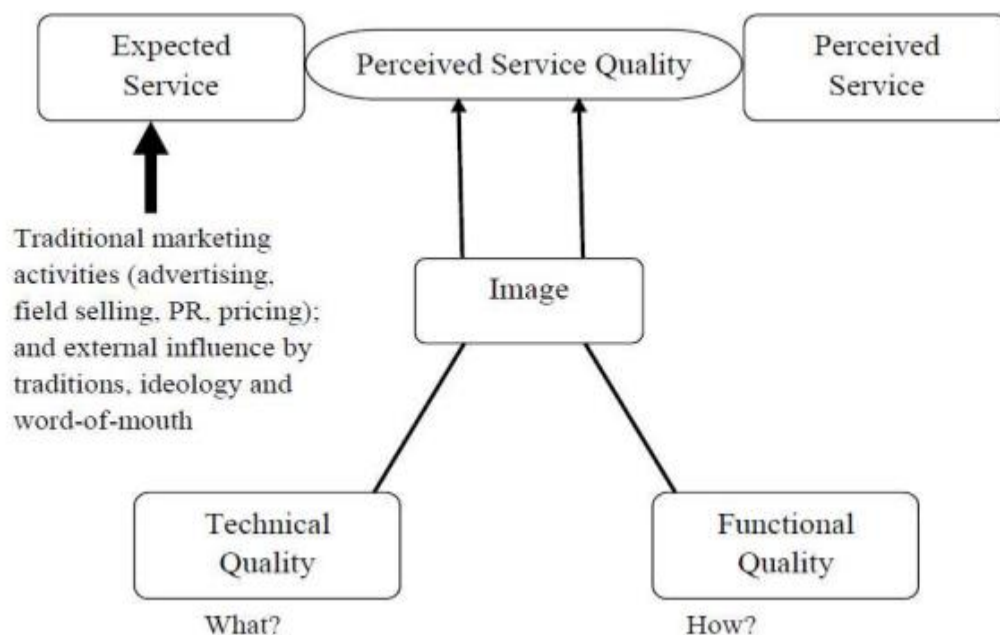 Expected
Service
Perceived Service Quality
Perceived
Service
Traditional marketing
activities (advertising,
field selling, PR, pricing);
and external influence by
traditions, ideology and
word-of-mouth
Image
Technical
Quality
Functional
Quality
What?
How?